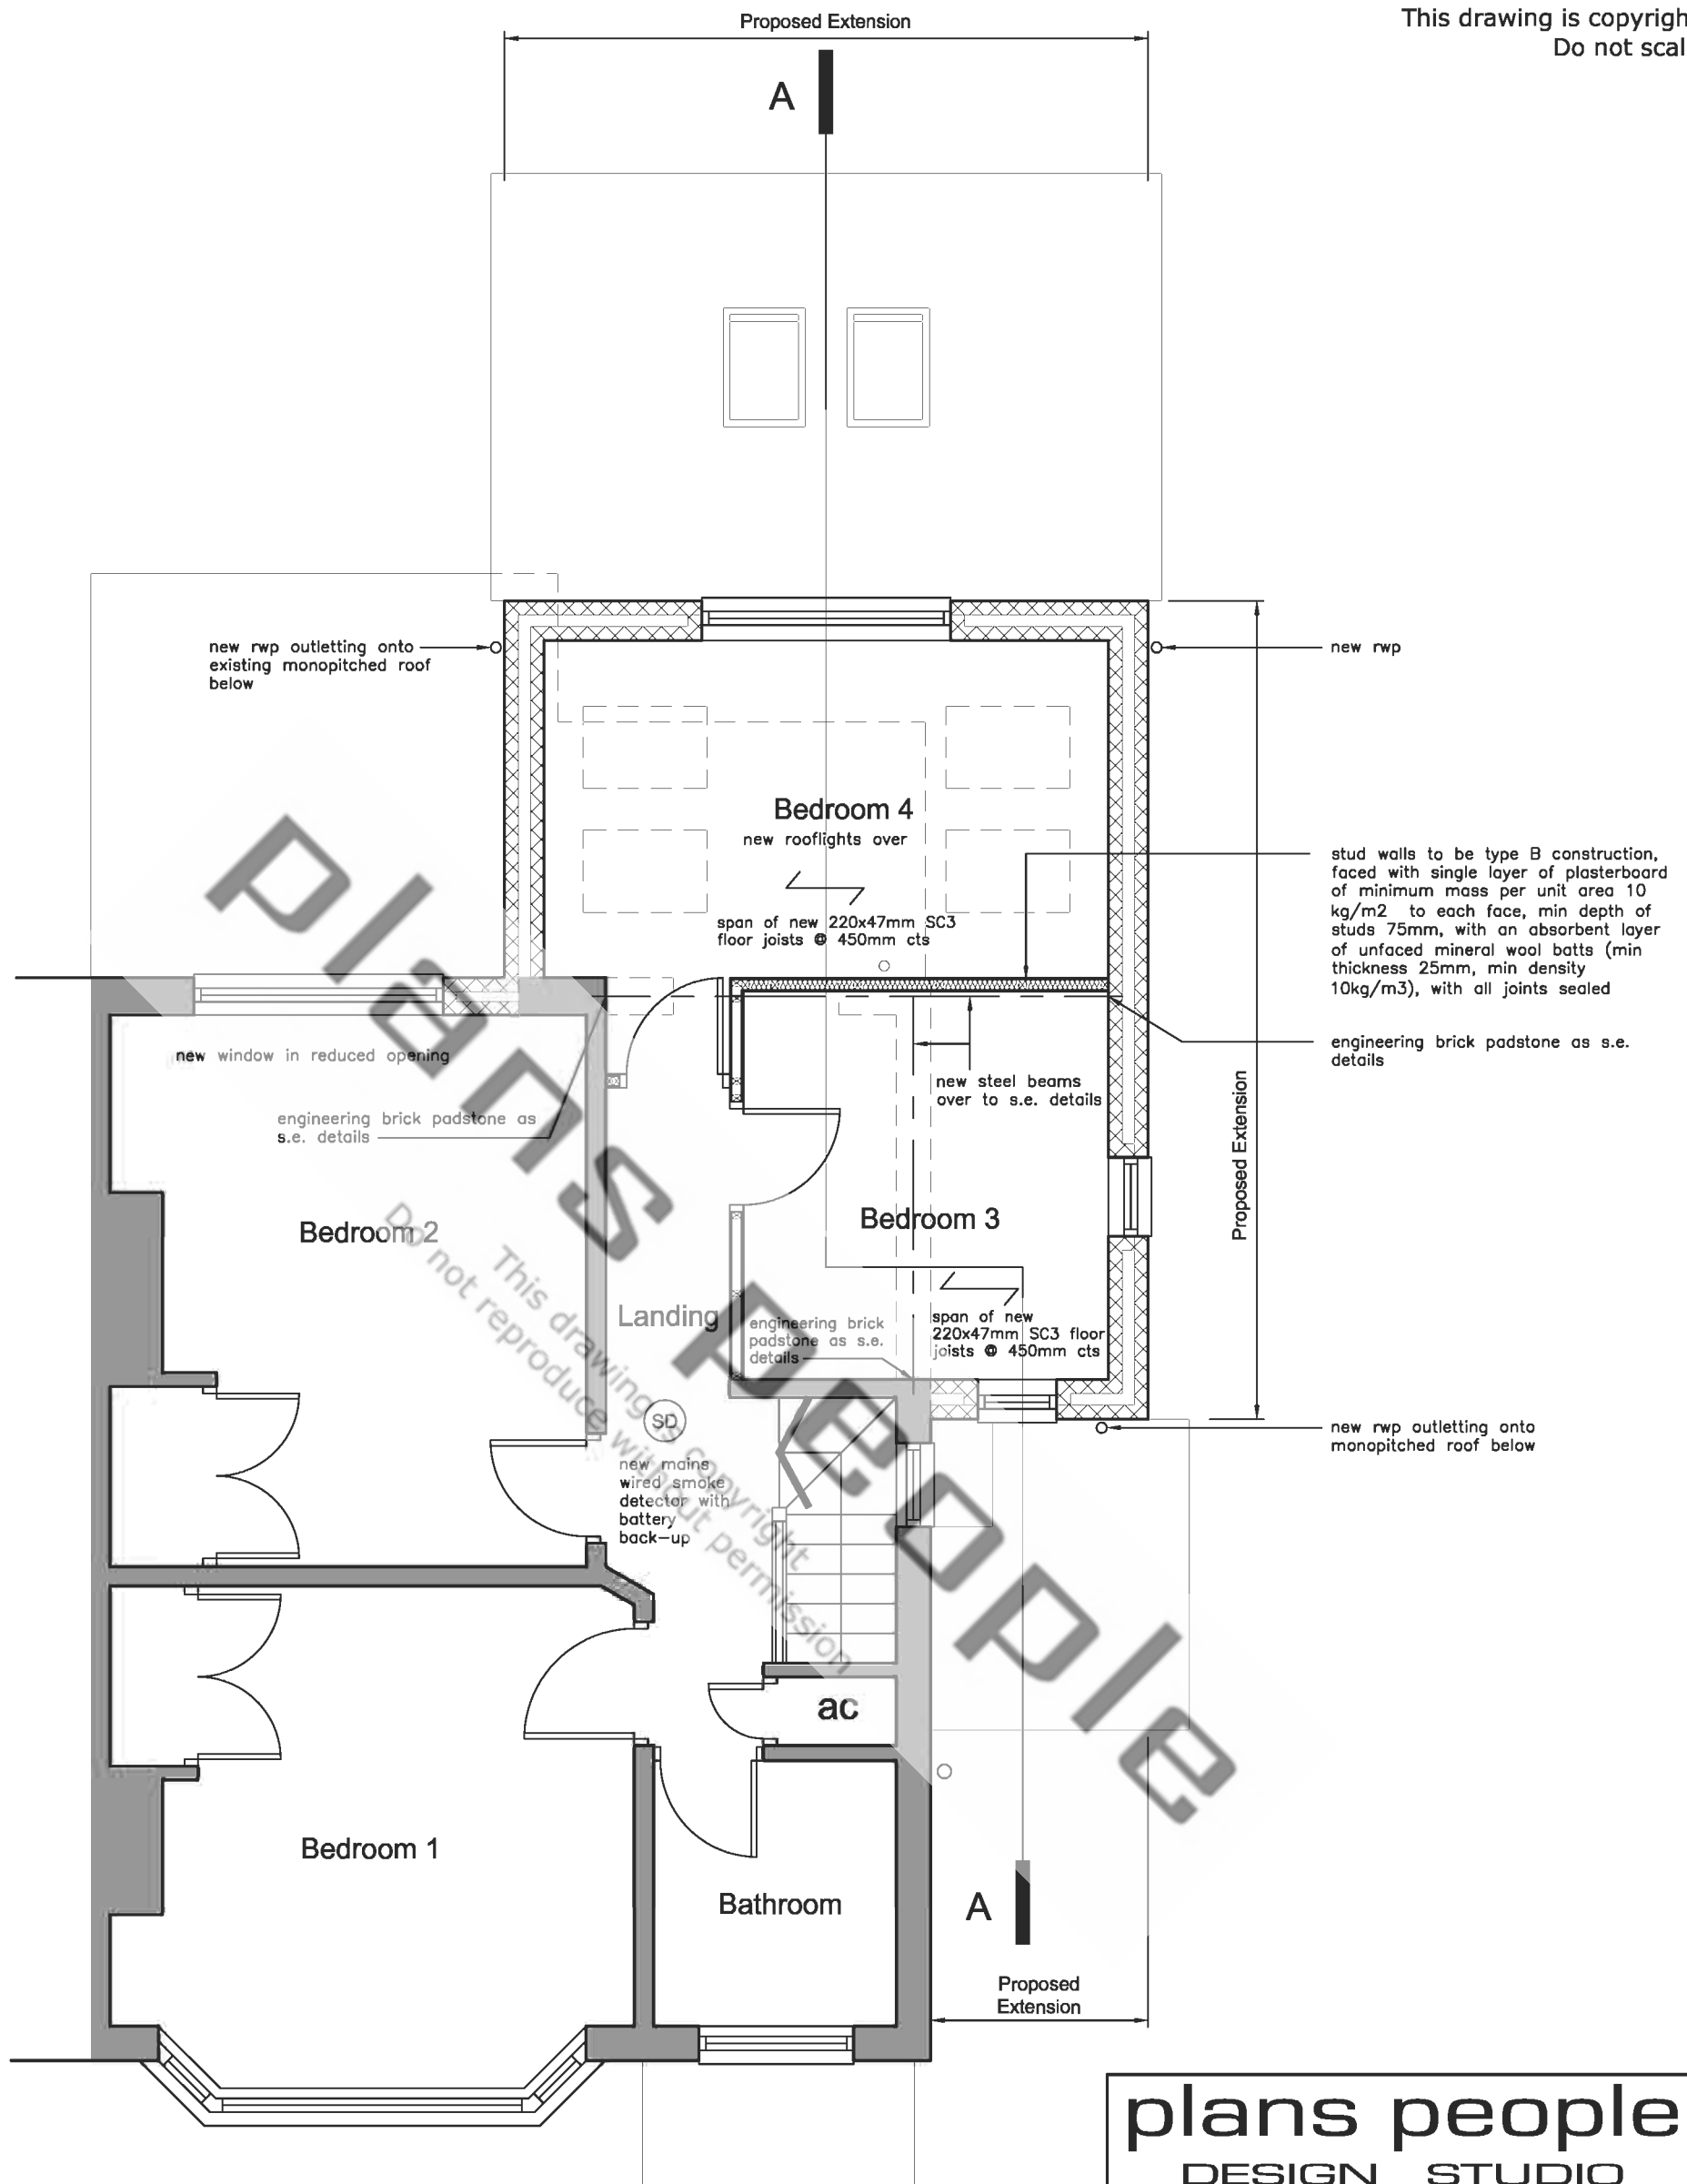 This drawing is copyrigh
Do not scal
Proposed Extension
A
new rwp outletting onto
existing monopitched roof
below
new rwp
Bedroom 4
new rooflights over
span of new 220x47mm SC3
floor joists @ 450mm cts
stud walls to be type B construction,
faced with single layer of plasterboard
of minimum mass per unit area 10
kg/m2 to each face, min depth of
studs 75mm, with an absorbent layer
of unfaced mineral wool batts (min
thickness 25mm, min density
10kg/m3), with all joints sealed
engineering brick padstone as s.e.
details
new window in reduced opening
engineering brick padstone as
s.e. details
new steel beams
over to s.e. details
Proposed Extension
Bedroom 2
Bedroom 3
Landing
engineering brick
padstone as s.e.
details
span of new
220x47mm SC3 floor
joists @ 450mm cts
SD
new mains
wired smoke
detector with
battery
back-up
new rwp outletting onto
monopitched roof below
ac
Bedroom 1
Bathroom
A
Proposed
Extension
plans people
This drawing is copyright
Do not reproduce without permission
plans people
DESIGN STUDIO